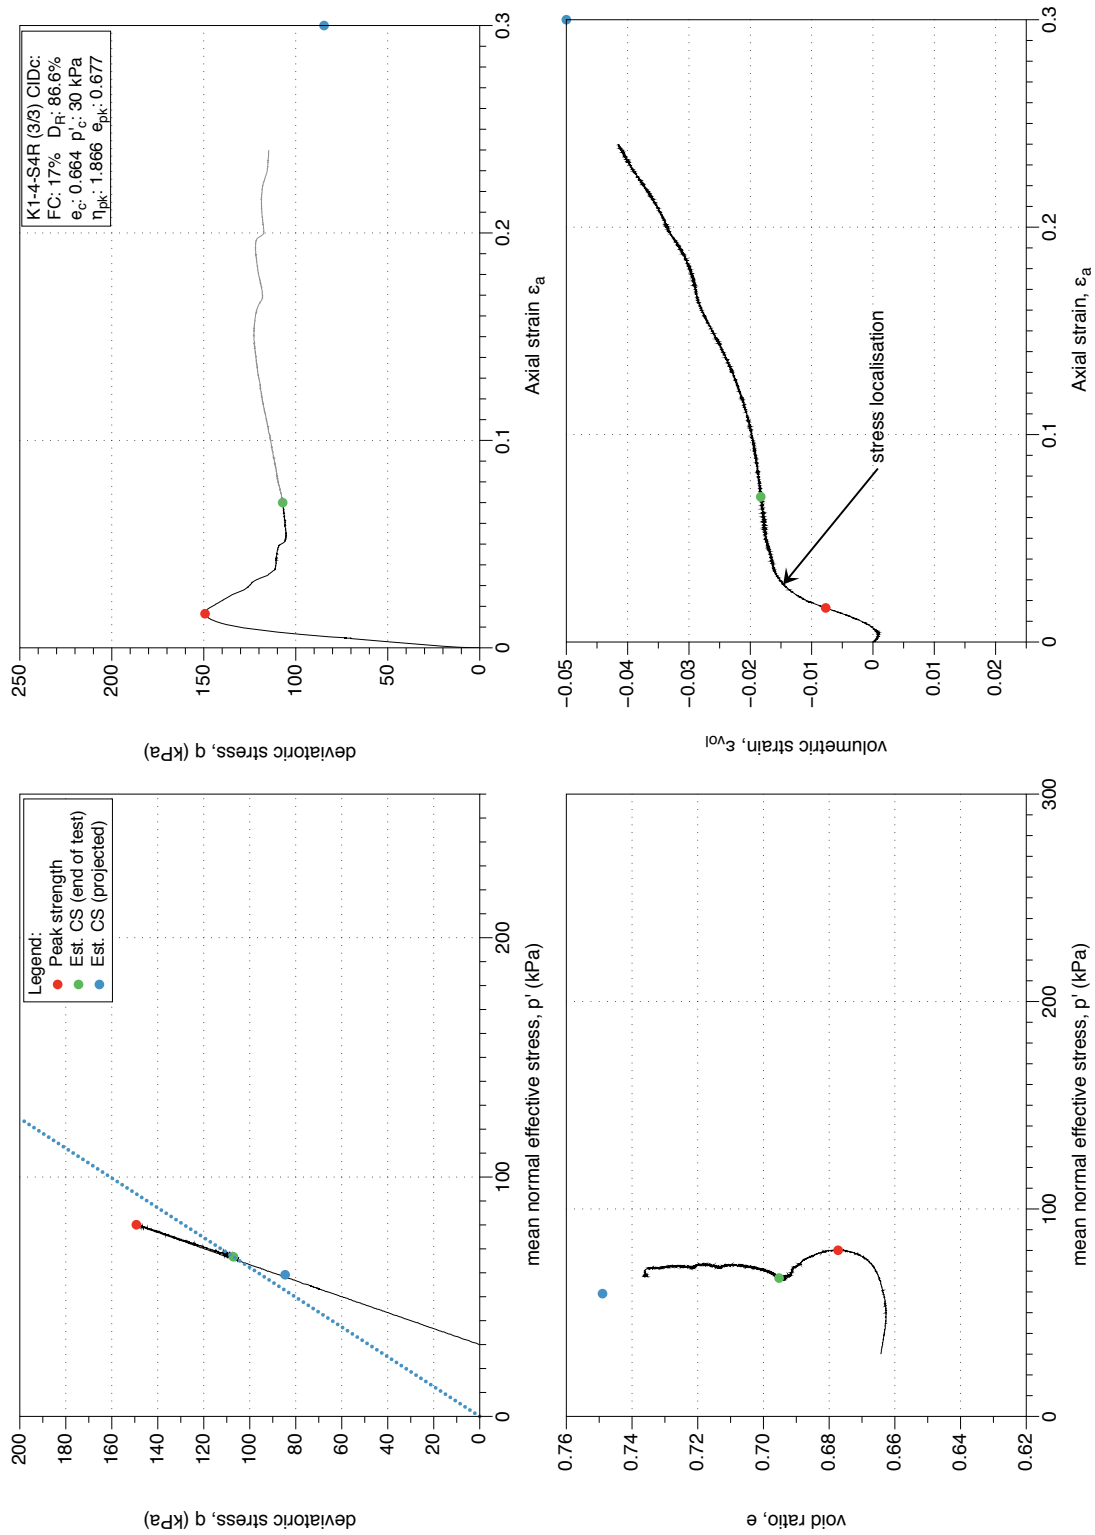 Legend:
Peak strength
Est. CS (end of test)
Est. CS (projected)
200
180
160
140
120
100
80
60
40
20
0
deviatoric stress, q (kPa)
0
100
200
mean normal effective stress, p' (kPa)
K1-4-S4R (3/3) CIDc:
FC: 17% D_R: 86.6%
e_c: 0.664 p'_c: 30 kPa
η_pk: 1.866 e_pk: 0.677
250
200
150
100
50
0
deviatoric stress, q (kPa)
0
0.1
0.2
0.3
Axial strain ε_a
0.76
0.74
0.72
0.70
0.68
0.66
0.64
0.62
void ratio, e
0
100
200
300
mean normal effective stress, p' (kPa)
−0.05
−0.04
−0.03
−0.02
−0.01
0
0.01
0.02
volumetric strain, ε_vol
stress localisation
0
0.1
0.2
0.3
Axial strain, ε_a